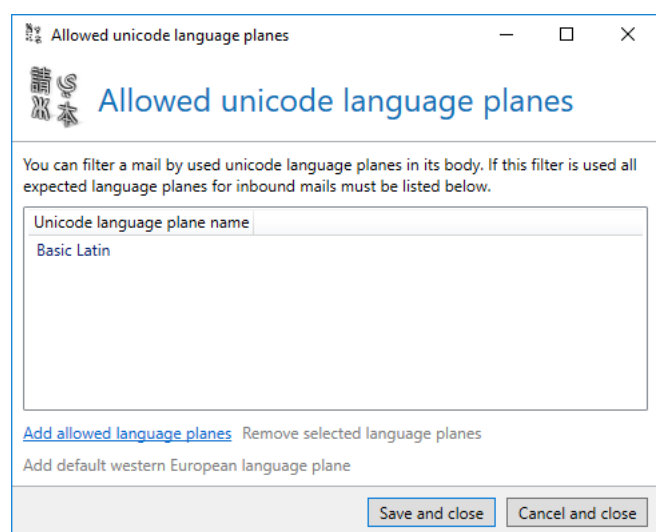 Allowed unicode language planes
Allowed unicode language planes
You can filter a mail by used unicode language planes in its body. If this filter is used all
expected language planes for inbound mails must be listed below.
Unicode language plane name
Basic Latin
Add allowed language planes Remove selected language planes
Add default western European language plane
Save and close Cancel and close